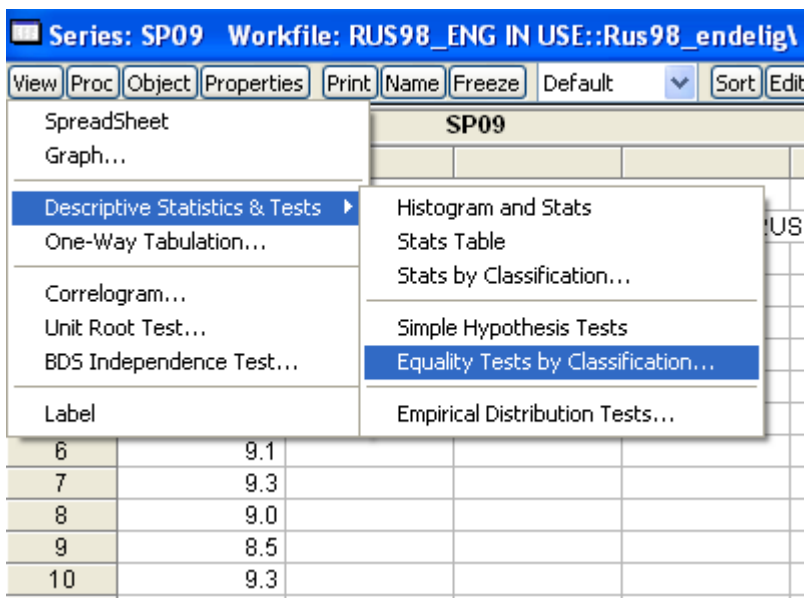 Series: SP09 Workfile: RUS98_ENG IN USE::Rus98_endelig\
View Proc Object Properties Print Name Freeze Default Sort Edit
SP09
SpreadSheet
Graph...
Descriptive Statistics & Tests
One-Way Tabulation...
Correlogram...
Unit Root Test...
BDS Independence Test...
Label
Histogram and Stats
Stats Table
Stats by Classification...
Simple Hypothesis Tests
Equality Tests by Classification...
Empirical Distribution Tests...
US
6 9.1
7 9.3
8 9.0
9 8.5
10 9.3